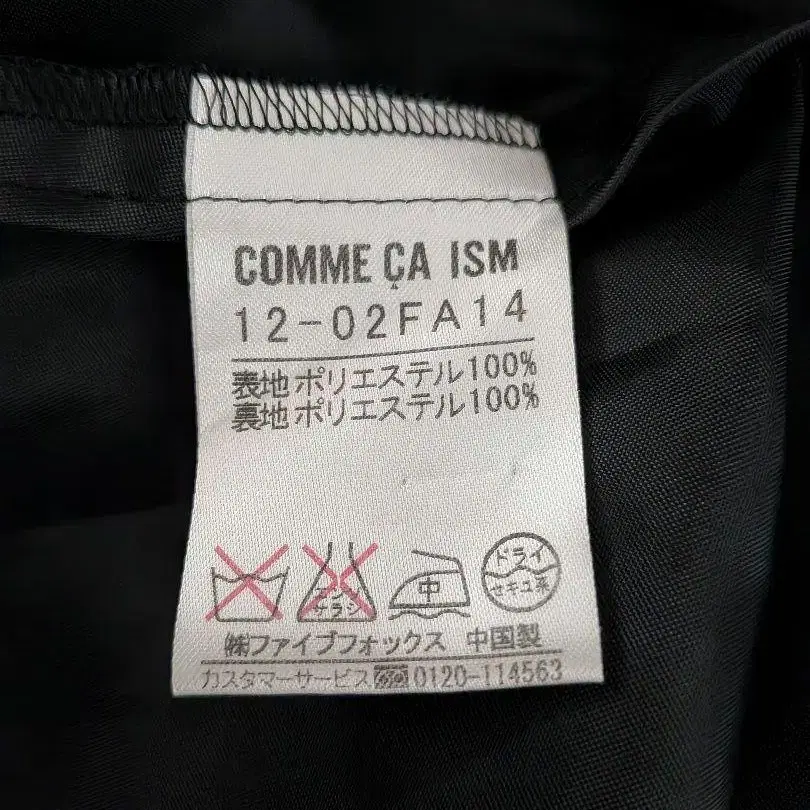 COMME ÇA ISM
12-02FA14
表地 ポリエステル100%
裏地 ポリエステル100%
エンソ サラシ
中
ドライ
セキユ系
㈱ファイブフォックス 中国製
カスタマーサービス 0120-114563